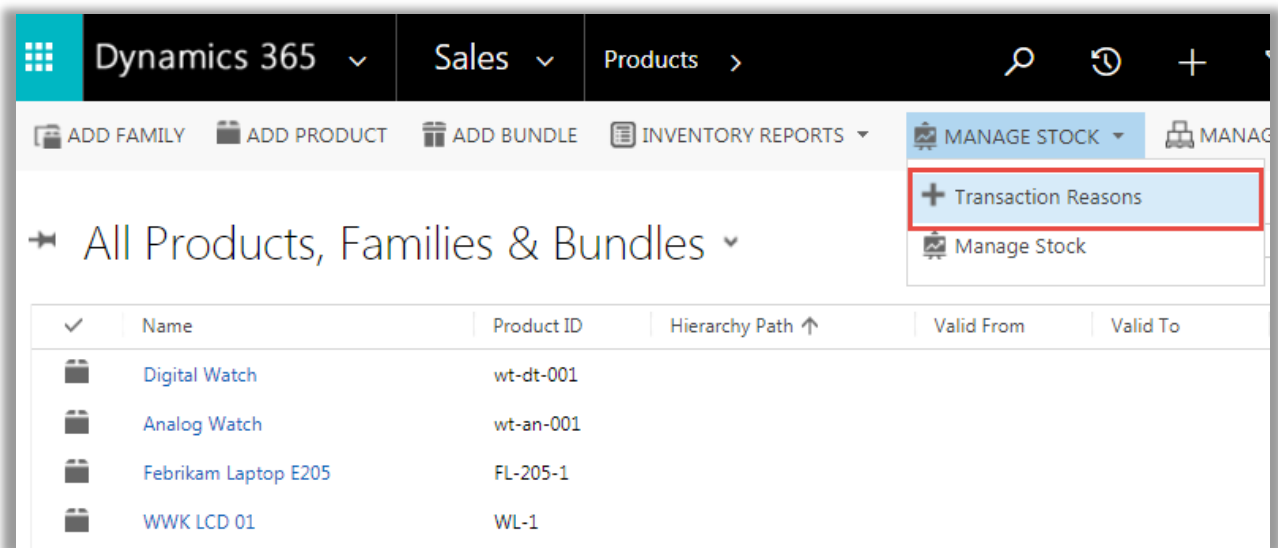 Dynamics 365 Sales Products
ADD FAMILY ADD PRODUCT ADD BUNDLE INVENTORY REPORTS MANAGE STOCK MANAG
Transaction Reasons
All Products, Families & Bundles
Manage Stock
Name Product ID Hierarchy Path Valid From Valid To
Digital Watch wt-dt-001
Analog Watch wt-an-001
Febrikam Laptop E205 FL-205-1
WWK LCD 01 WL-1